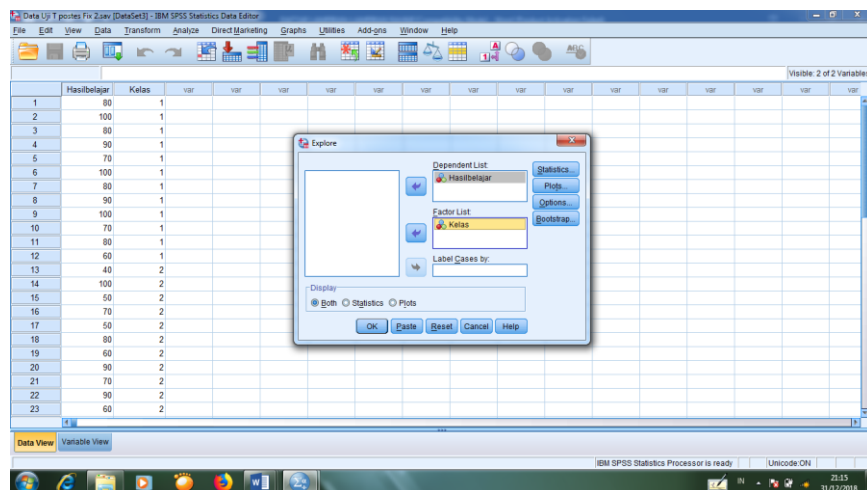 Data Uji T postes Fix 2.sav [DataSet3] - IBM SPSS Statistics Data Editor
File Edit View Data Transform Analyze Direct Marketing Graphs Utilities Add-ons Window Help
Visible: 2 of 2 Variables
Hasilbelajar Kelas var var var var var var var var var var var var var
1 80 1
2 100 1
3 80 1
4 90 1
5 70 1
6 100 1
7 80 1
8 90 1
9 100 1
10 70 1
11 80 1
12 60 1
13 40 2
14 100 2
15 50 2
16 70 2
17 50 2
18 80 2
19 60 2
20 90 2
21 70 2
22 90 2
23 60 2
Explore
Dependent List:
Hasilbelajar
Factor List:
Kelas
Label Cases by:
Statistics...
Plots...
Options...
Bootstrap...
Display
Both Statistics Plots
OK Paste Reset Cancel Help
Data View Variable View
IBM SPSS Statistics Processor is ready Unicode:ON
IN 21:15
31/12/2018